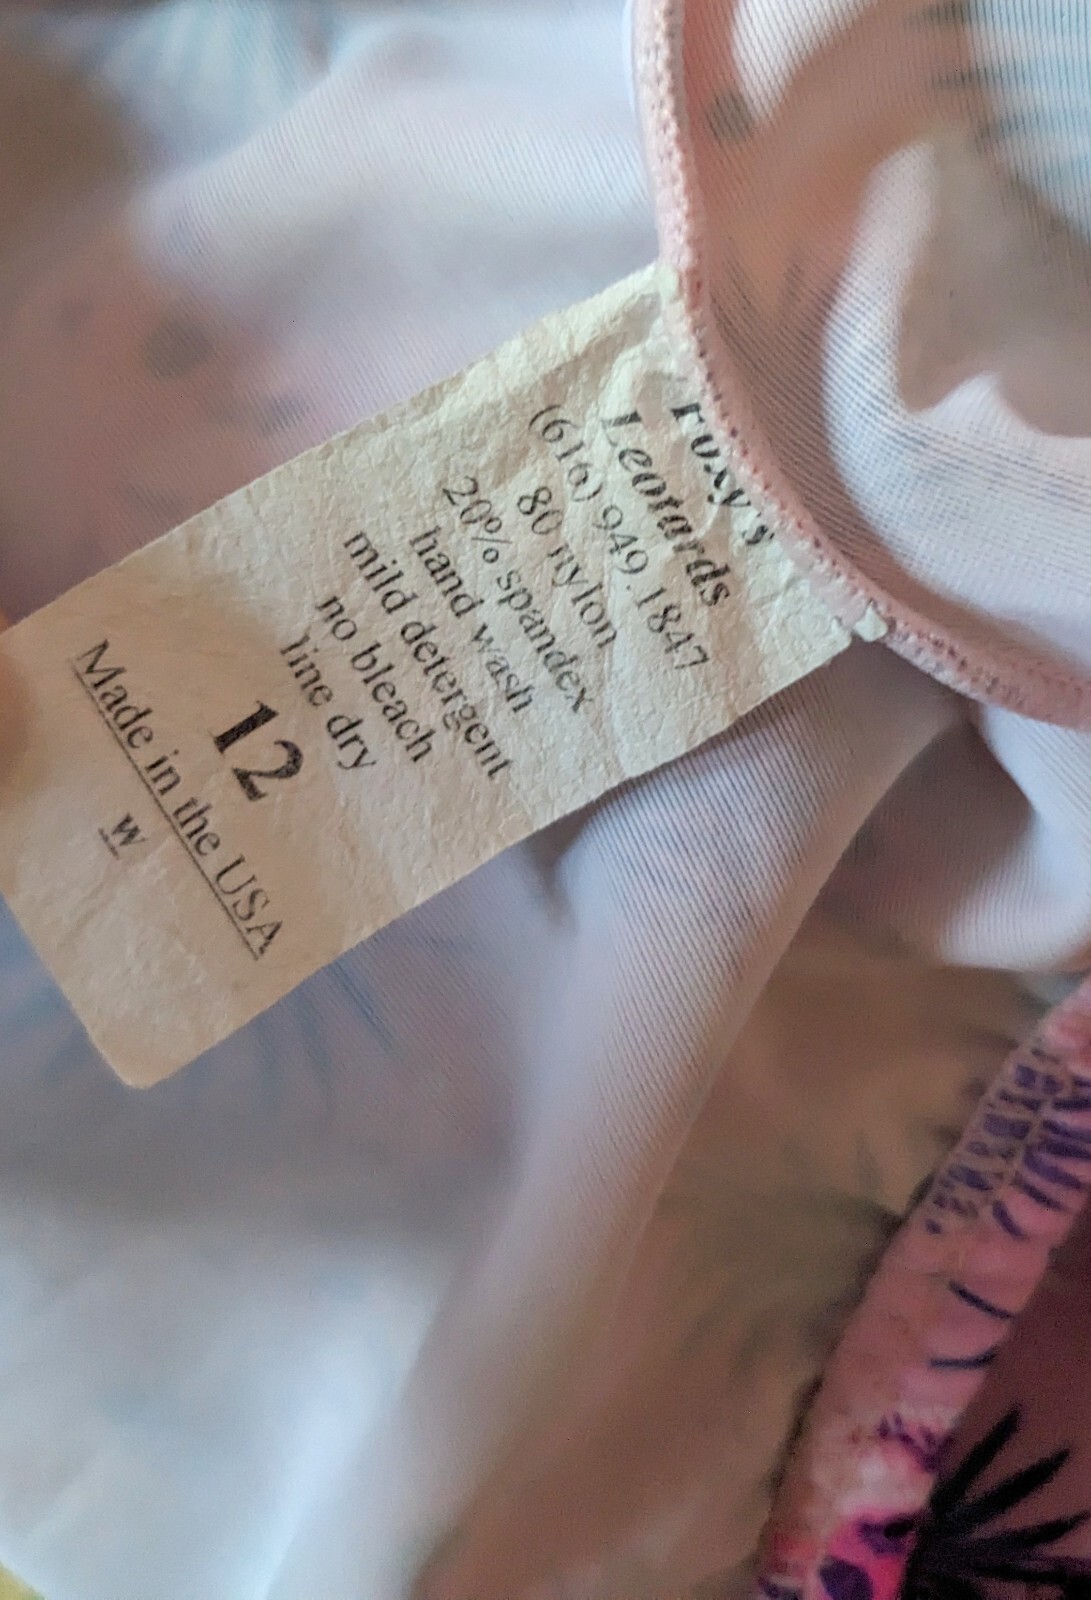 Foxy's
Leotards
(616) 949.1847
80 nylon
20% spandex
hand wash
mild detergent
no bleach
line dry
12
Made in the USA
W